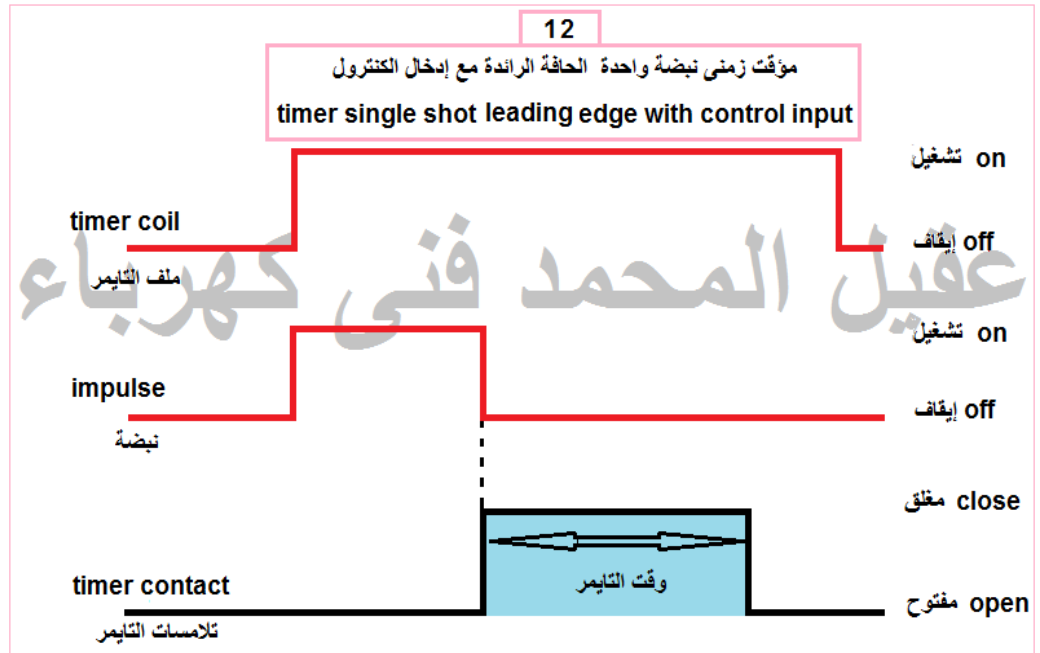 12
مؤقت زمني نبضة واحدة الحافة الرائدة مع إدخال الكنترول
timer single shot leading edge with control input
on تشغيل
timer coil
off إيقاف
ملف التايمر
عقيل المحمد فنى كهرباء
on تشغيل
impulse
off إيقاف
نبضة
close مغلق
وقت التايمر
timer contact
open مفتوح
تلامسات التايمر